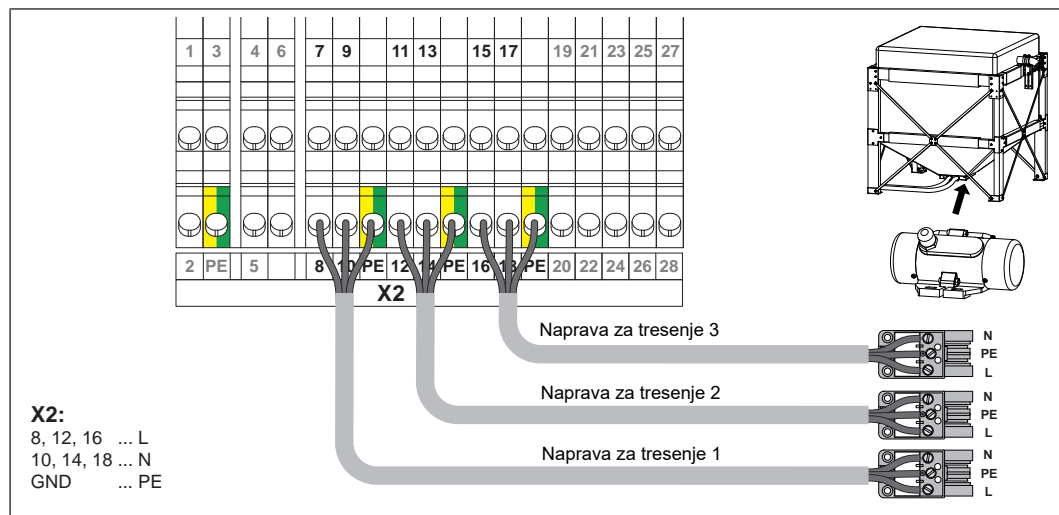 1 3 4 6 7 9 11 13 15 17 19 21 23 25 27
2 PE 5 8 10 PE 12 14 PE 16 18 PE 20 22 24 26 28
X2
Naprava za tresenje 3
N
PE
L
Naprava za tresenje 2
N
PE
L
Naprava za tresenje 1
N
PE
L
X2:
8, 12, 16 ... L
10, 14, 18 ... N
GND ... PE